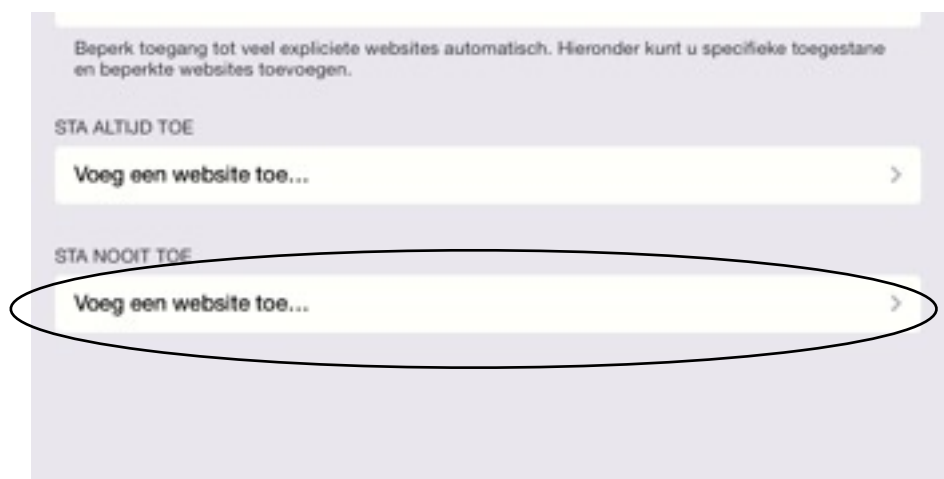 Beperk toegang tot veel expliciete websites automatisch. Hieronder kunt u specifieke toegestane
en beperkte websites toevoegen.
STA ALTIJD TOE
Voeg een website toe...
STA NOOIT TOE
Voeg een website toe...